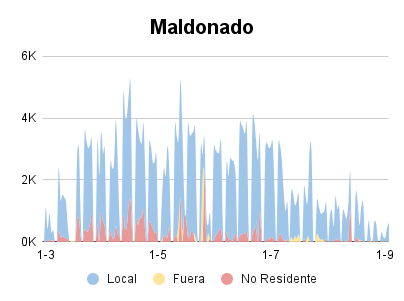 Maldonado
6K
4K
2K
0K
1-3 1-5 1-7 1-9
Local Fuera No Residente